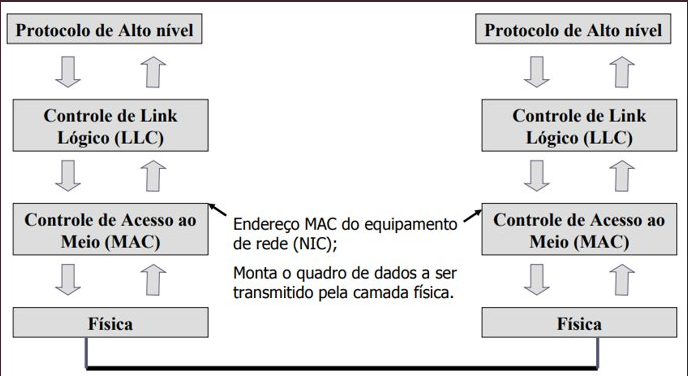 Protocolo de Alto nível
Controle de Link
Lógico (LLC)
Controle de Acesso ao
Meio (MAC)
Física
Endereço MAC do equipamento
de rede (NIC);
Monta o quadro de dados a ser
transmitido pela camada física.
Protocolo de Alto nível
Controle de Link
Lógico (LLC)
Controle de Acesso ao
Meio (MAC)
Física